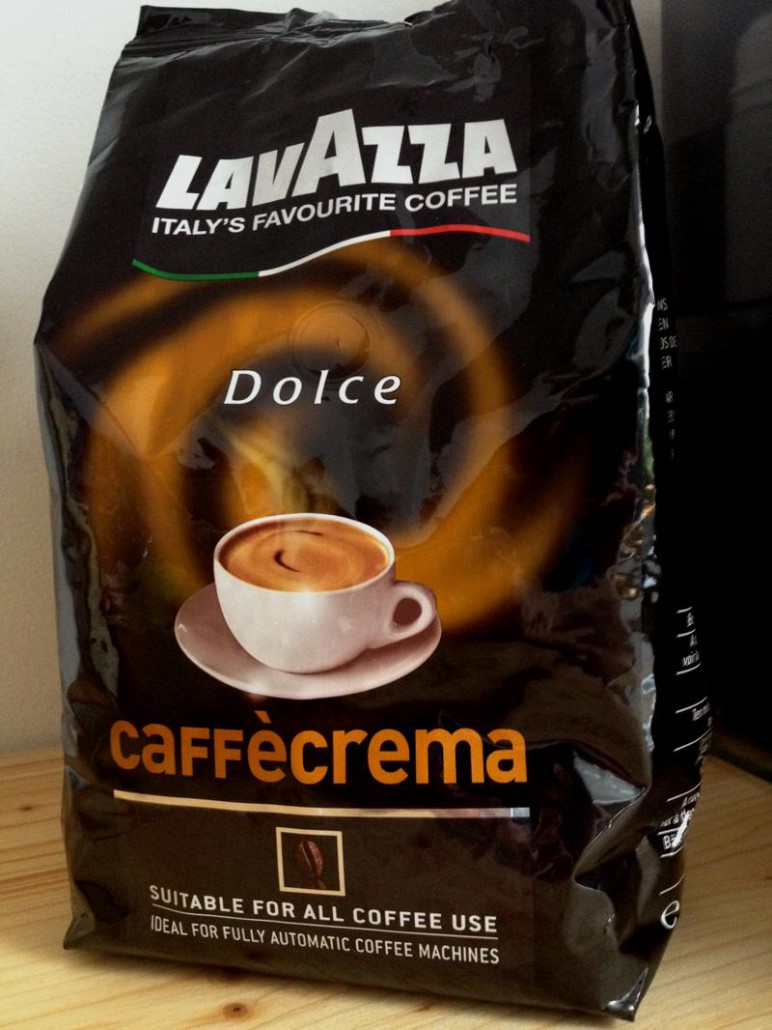 LAVAZZA
ITALY'S FAVOURITE COFFEE
Dolce
caffècrema
SUITABLE FOR ALL COFFEE USE
IDEAL FOR FULLY AUTOMATIC COFFEE MACHINES